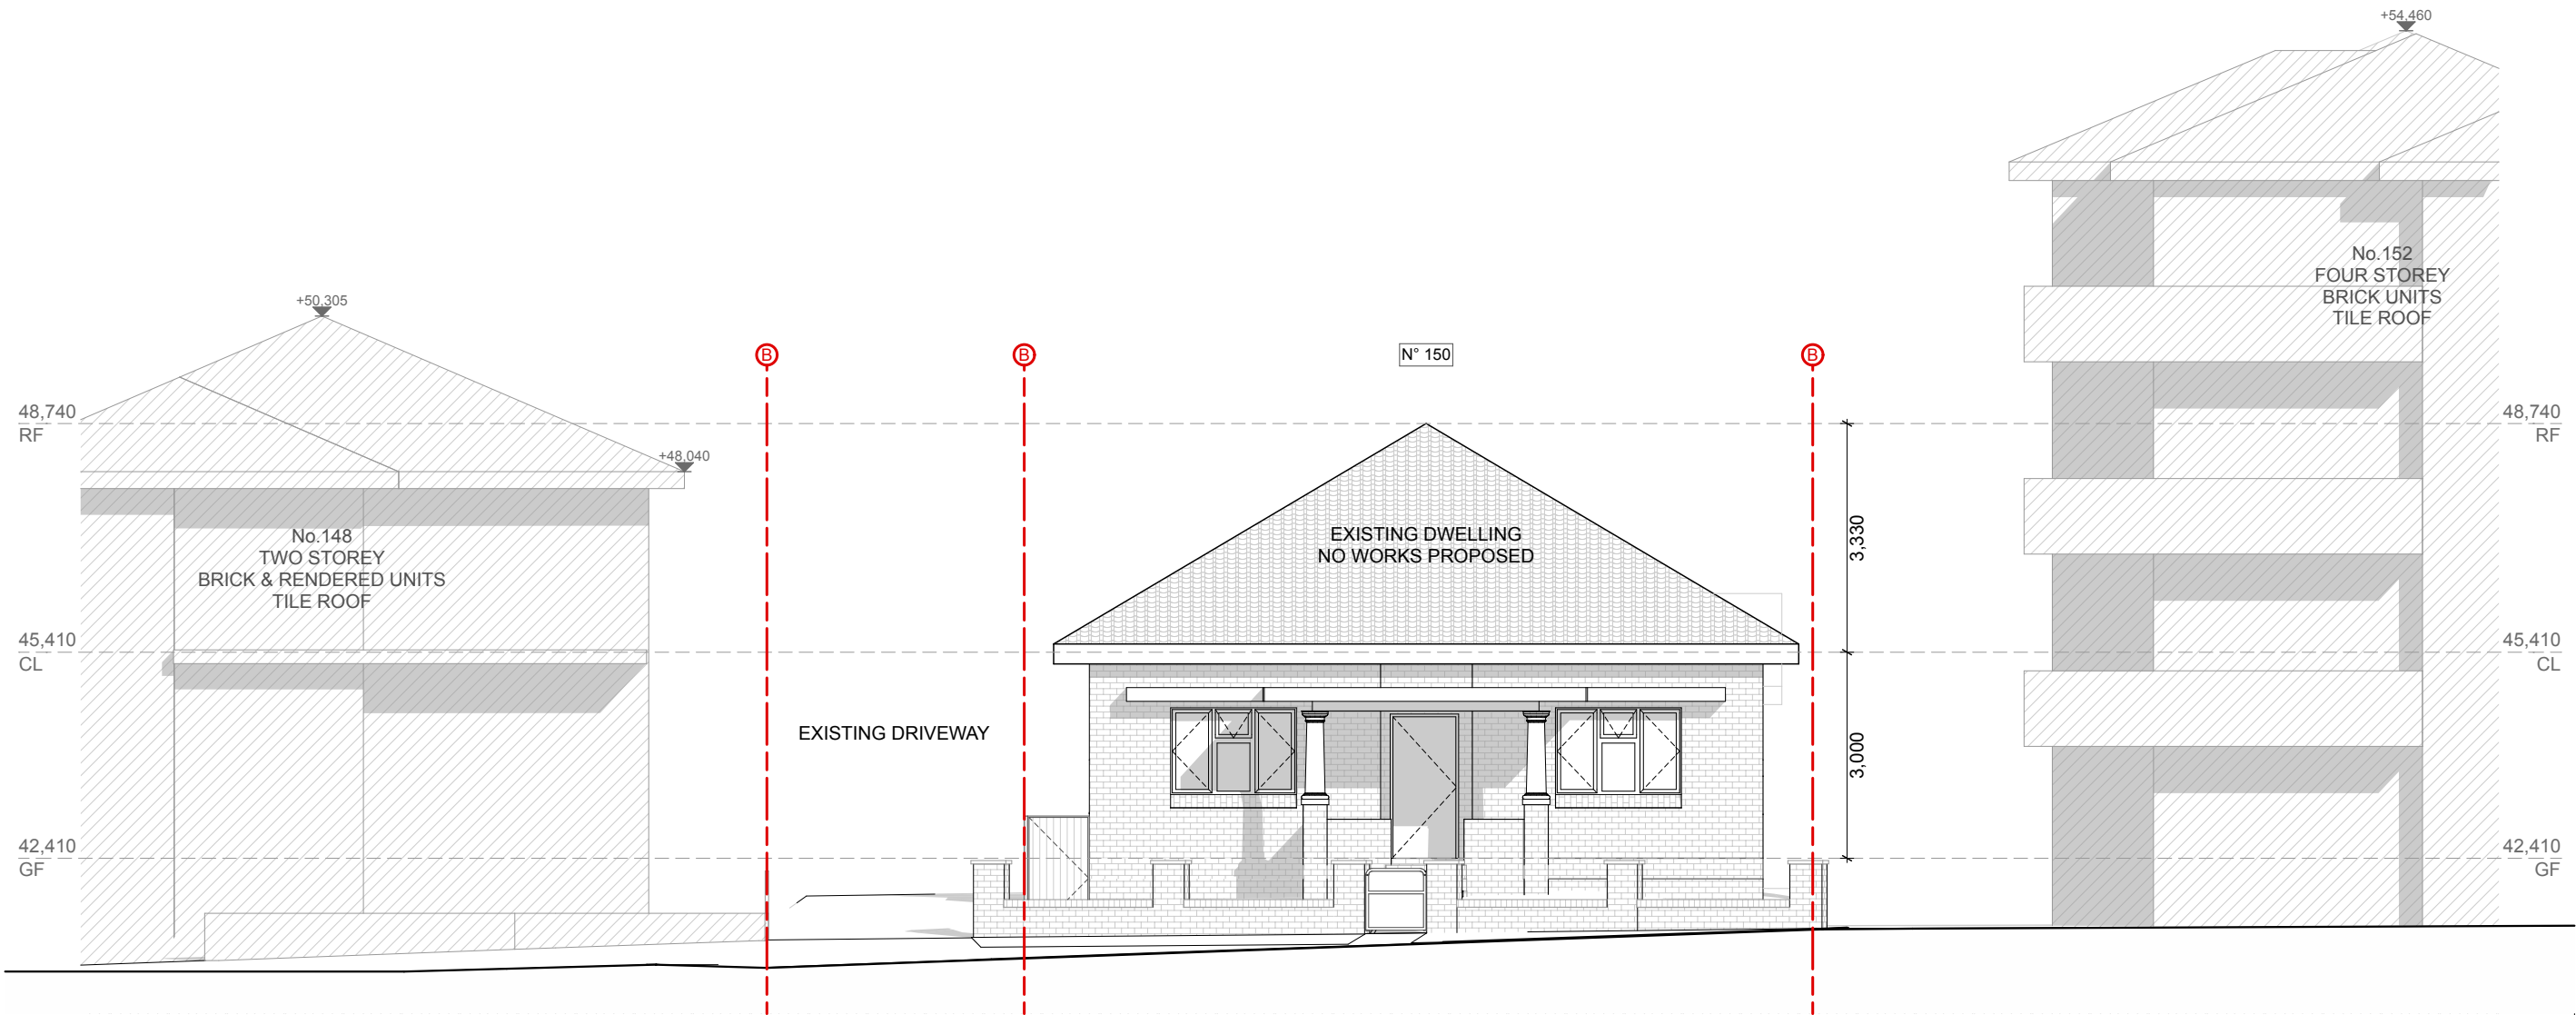 +54,460
No.152
FOUR STOREY
BRICK UNITS
TILE ROOF
+50,305
B
B
N° 150
B
48,740
RF
48,740
RF
+48,040
No.148
TWO STOREY
BRICK & RENDERED UNITS
TILE ROOF
EXISTING DWELLING
NO WORKS PROPOSED
3,330
45,410
CL
45,410
CL
EXISTING DRIVEWAY
3,000
42,410
GF
42,410
GF